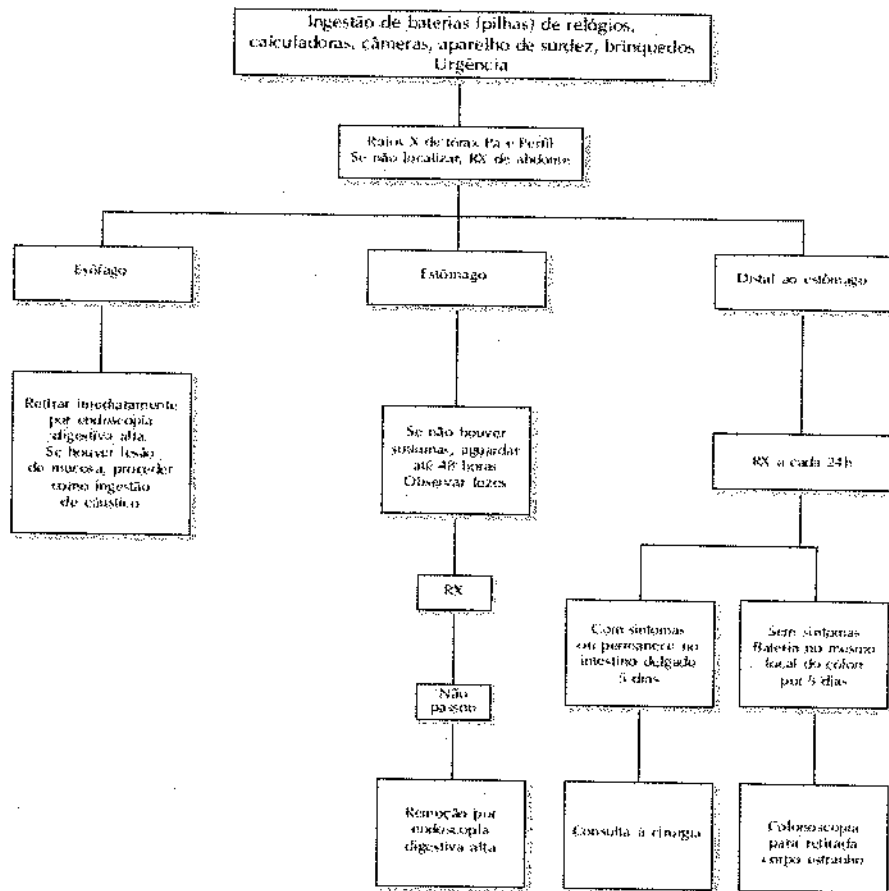 Ingestão de baterias (pilhas) de relógios,
calculadoras, câmeras, aparelho de surdez, brinquedos
Urgência
Raios X de tórax Pa e Perfil
Se não localizar, RX de abdome
Esôfago
Estômago
Distal ao estômago
Retirar imediatamente
por endoscopia
digestiva alta.
Se houver lesão
de mucosa, proceder
como ingestão
de cáustico
Se não houver
sintomas, aguardar
até 48 horas
Observar fezes
RX a cada 24h
RX
Com sintomas
ou permanece no
intestino delgado
5 dias
Sem sintomas
Bateria no mesmo
local do cólon
por 5 dias
Não
passou
Remoção por
endoscopia
digestiva alta
Consulta à cirurgia
Colonoscopia
para retirada
corpo estranho